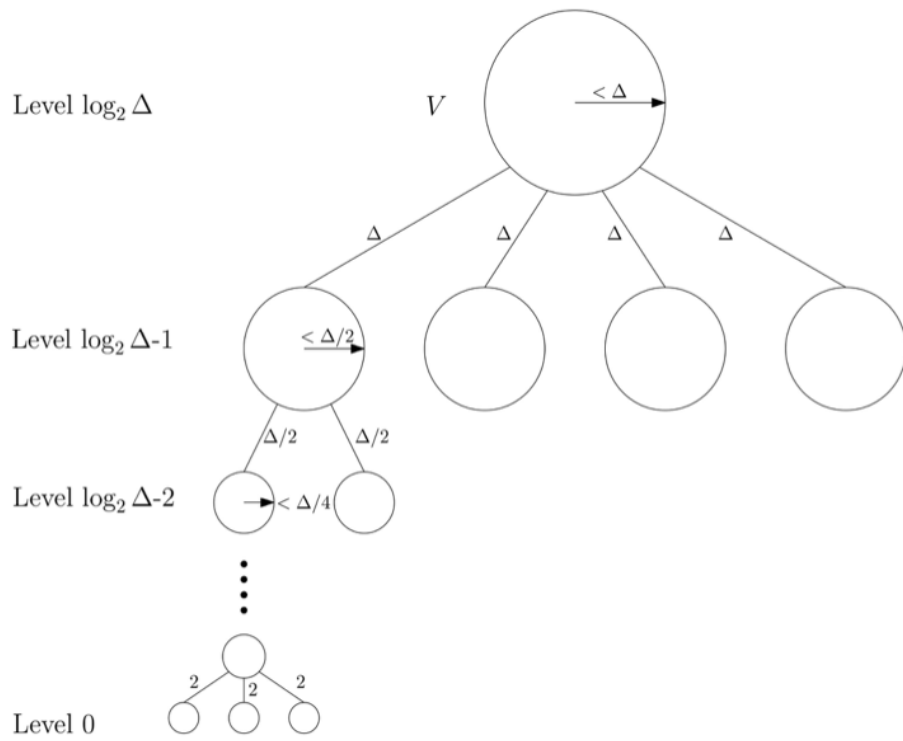 Level log₂ Δ
V
< Δ
Δ Δ Δ Δ
Level log₂ Δ-1
< Δ/2
Δ/2 Δ/2
Level log₂ Δ-2
< Δ/4
2 2 2
Level 0